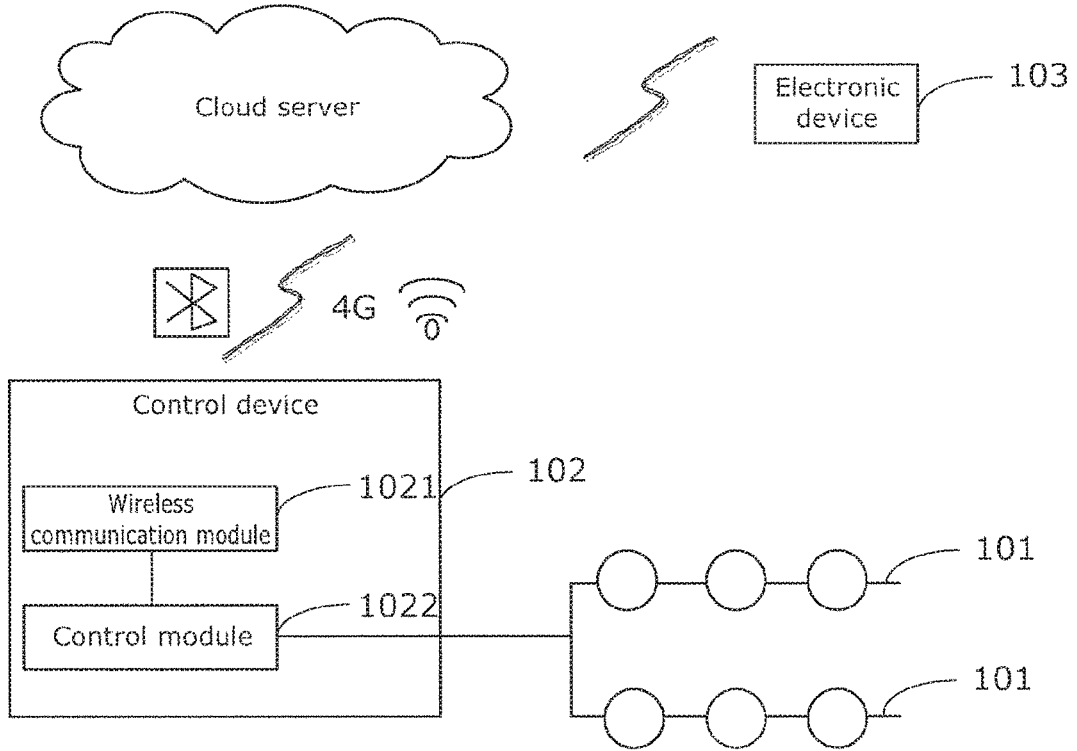 Cloud server
Electronic
device
103
4G
Control device
102
1021
Wireless
communication module
1022
Control module
101
101